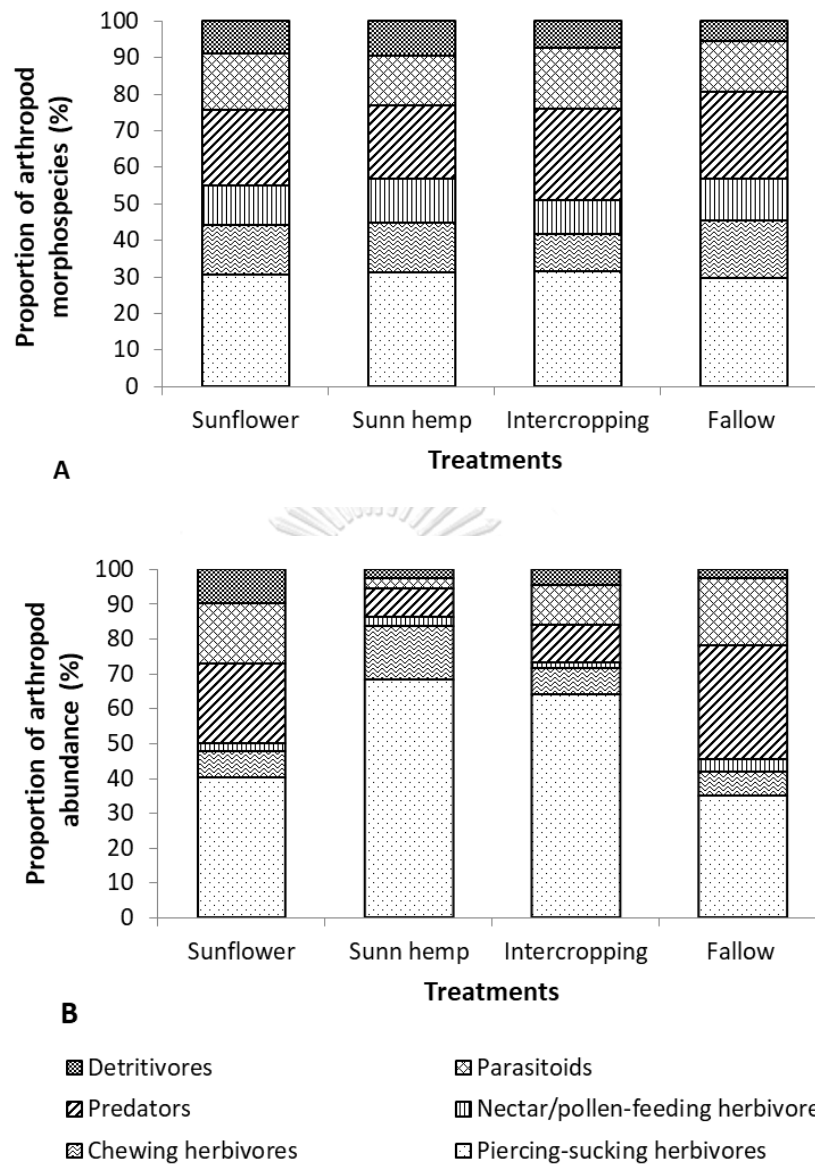 Proportion of arthropod
morphospecies (%)
100
90
80
70
60
50
40
30
20
10
0
Sunflower Sunn hemp Intercropping Fallow
Treatments
A
Proportion of arthropod
abundance (%)
100
90
80
70
60
50
40
30
20
10
0
Sunflower Sunn hemp Intercropping Fallow
Treatments
B
Detritivores Parasitoids
Predators Nectar/pollen-feeding herbivore
Chewing herbivores Piercing-sucking herbivores